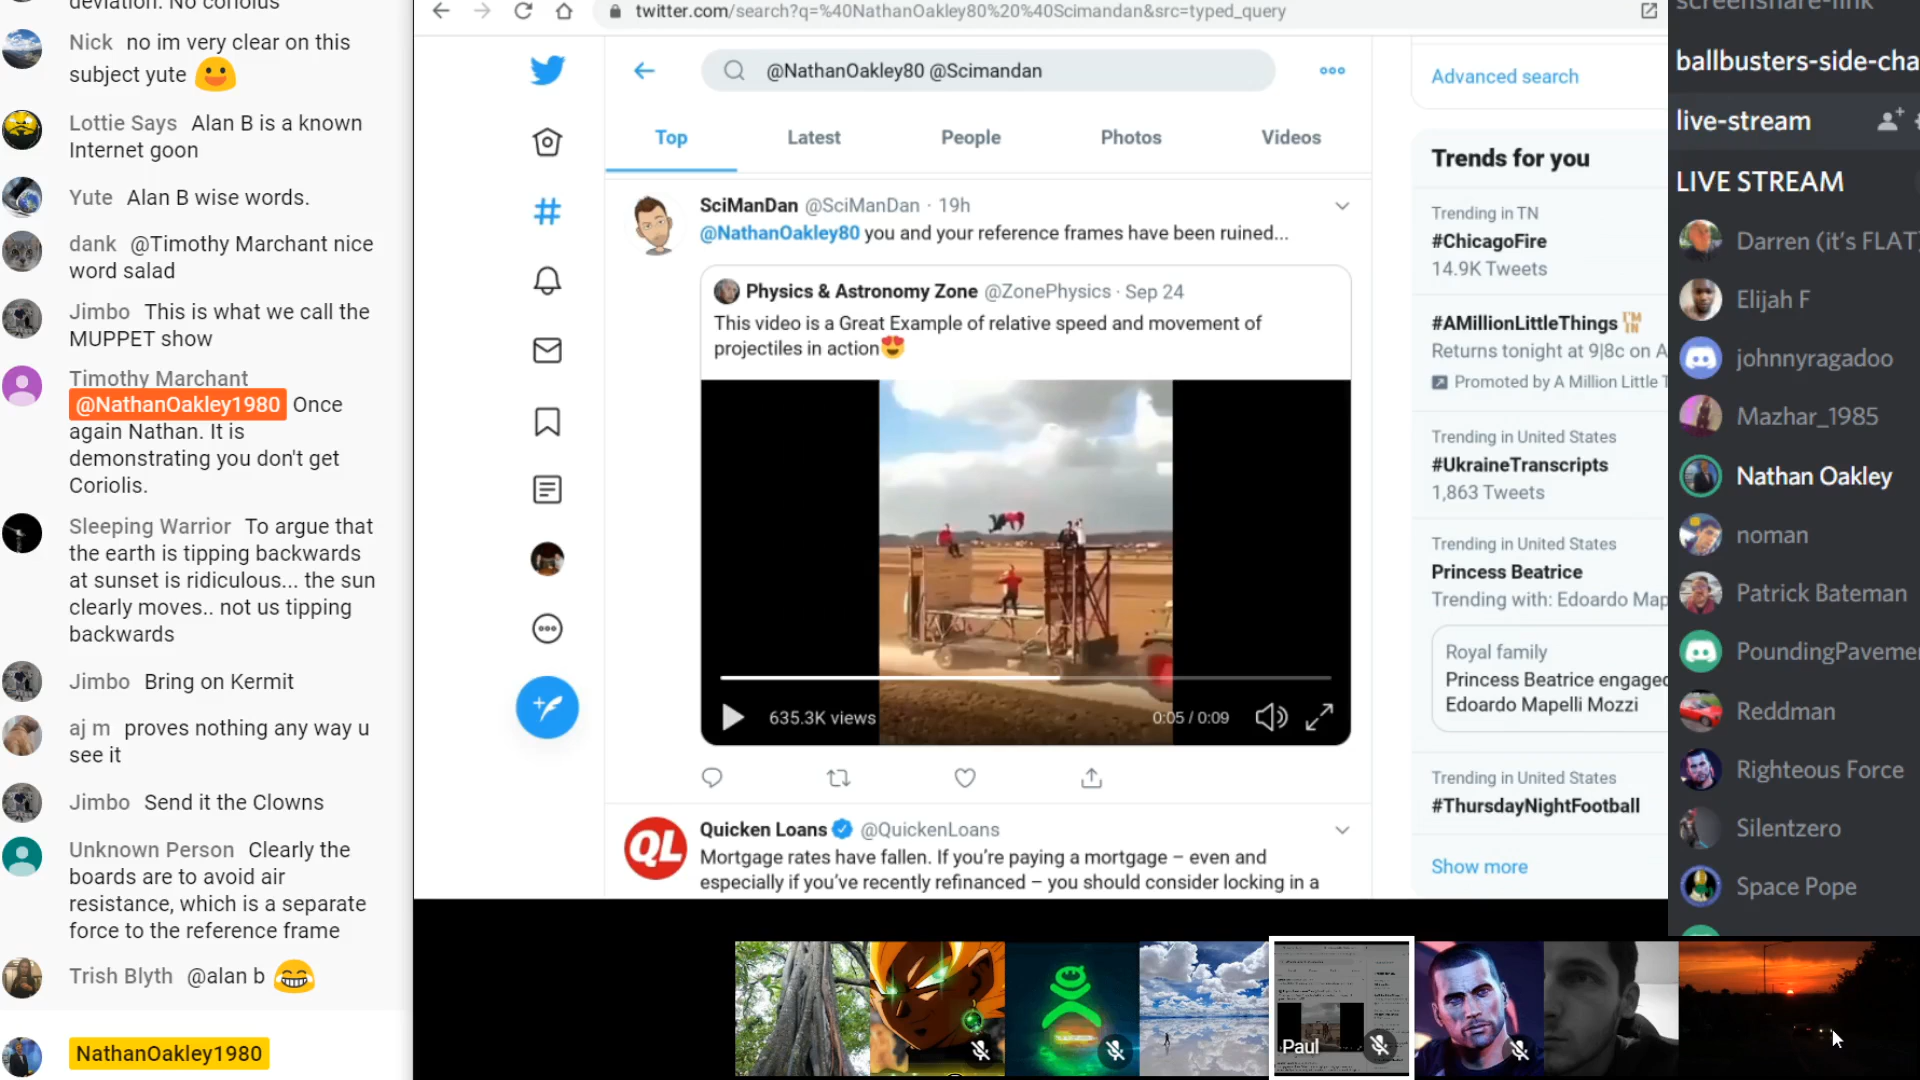 deviation. No coriolus
Nick no im very clear on this
subject yute
Lottie Says Alan B is a known
Internet goon
Yute Alan B wise words.
dank @Timothy Marchant nice
word salad
Jimbo This is what we call the
MUPPET show
Timothy Marchant
@NathanOakley1980 Once
again Nathan. It is
demonstrating you don't get
Coriolis.
Sleeping Warrior To argue that
the earth is tipping backwards
at sunset is ridiculous... the sun
clearly moves.. not us tipping
backwards
Jimbo Bring on Kermit
aj m proves nothing any way u
see it
Jimbo Send it the Clowns
Unknown Person Clearly the
boards are to avoid air
resistance, which is a separate
force to the reference frame
Trish Blyth @alan b
NathanOakley1980
twitter.com/search?q=%40NathanOakley80%20%40Scimandan&src=typed_query
@NathanOakley80 @Scimandan
Top Latest People Photos Videos
SciManDan @SciManDan · 19h
@NathanOakley80 you and your reference frames have been ruined...
Physics & Astronomy Zone @ZonePhysics · Sep 24
This video is a Great Example of relative speed and movement of
projectiles in action
635.3K views 0:05 / 0:09
QL
Quicken Loans @QuickenLoans
Mortgage rates have fallen. If you're paying a mortgage – even and
especially if you've recently refinanced – you should consider locking in a
Advanced search
Trends for you
Trending in TN
#ChicagoFire
14.9K Tweets
#AMillionLittleThings I'M IN
Returns tonight at 9|8c on A
Promoted by A Million Little T
Trending in United States
#UkraineTranscripts
1,863 Tweets
Trending in United States
Princess Beatrice
Trending with: Edoardo Map
Royal family
Princess Beatrice engaged
Edoardo Mapelli Mozzi
Trending in United States
#ThursdayNightFootball
Show more
screenshare-link
ballbusters-side-cha
live-stream
LIVE STREAM
Darren (it's FLAT)
Elijah F
johnnyragadoo
Mazhar_1985
Nathan Oakley
noman
Patrick Bateman
PoundingPavemen
Reddman
Righteous Force
Silentzero
Space Pope
Paul